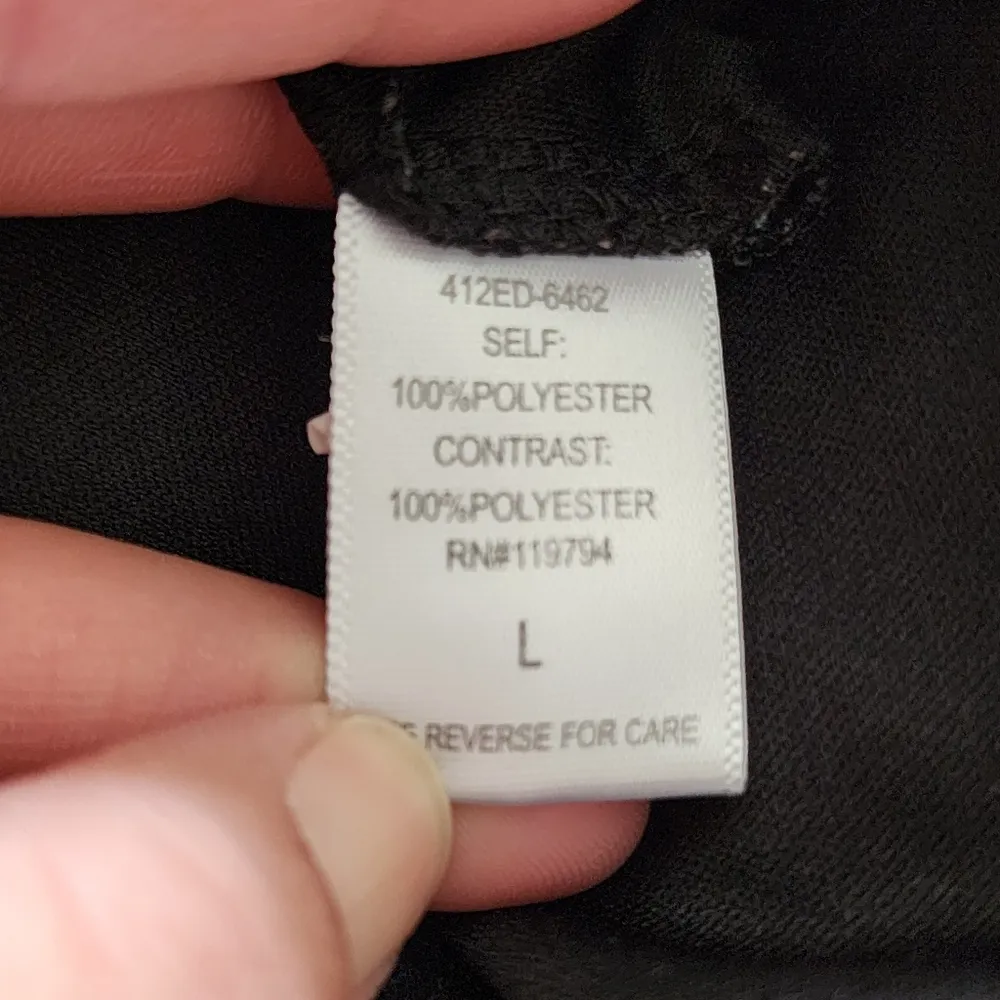 412ED-6462
SELF:
100%POLYESTER
CONTRAST:
100%POLYESTER
RN#119794
L
REVERSE FOR CARE